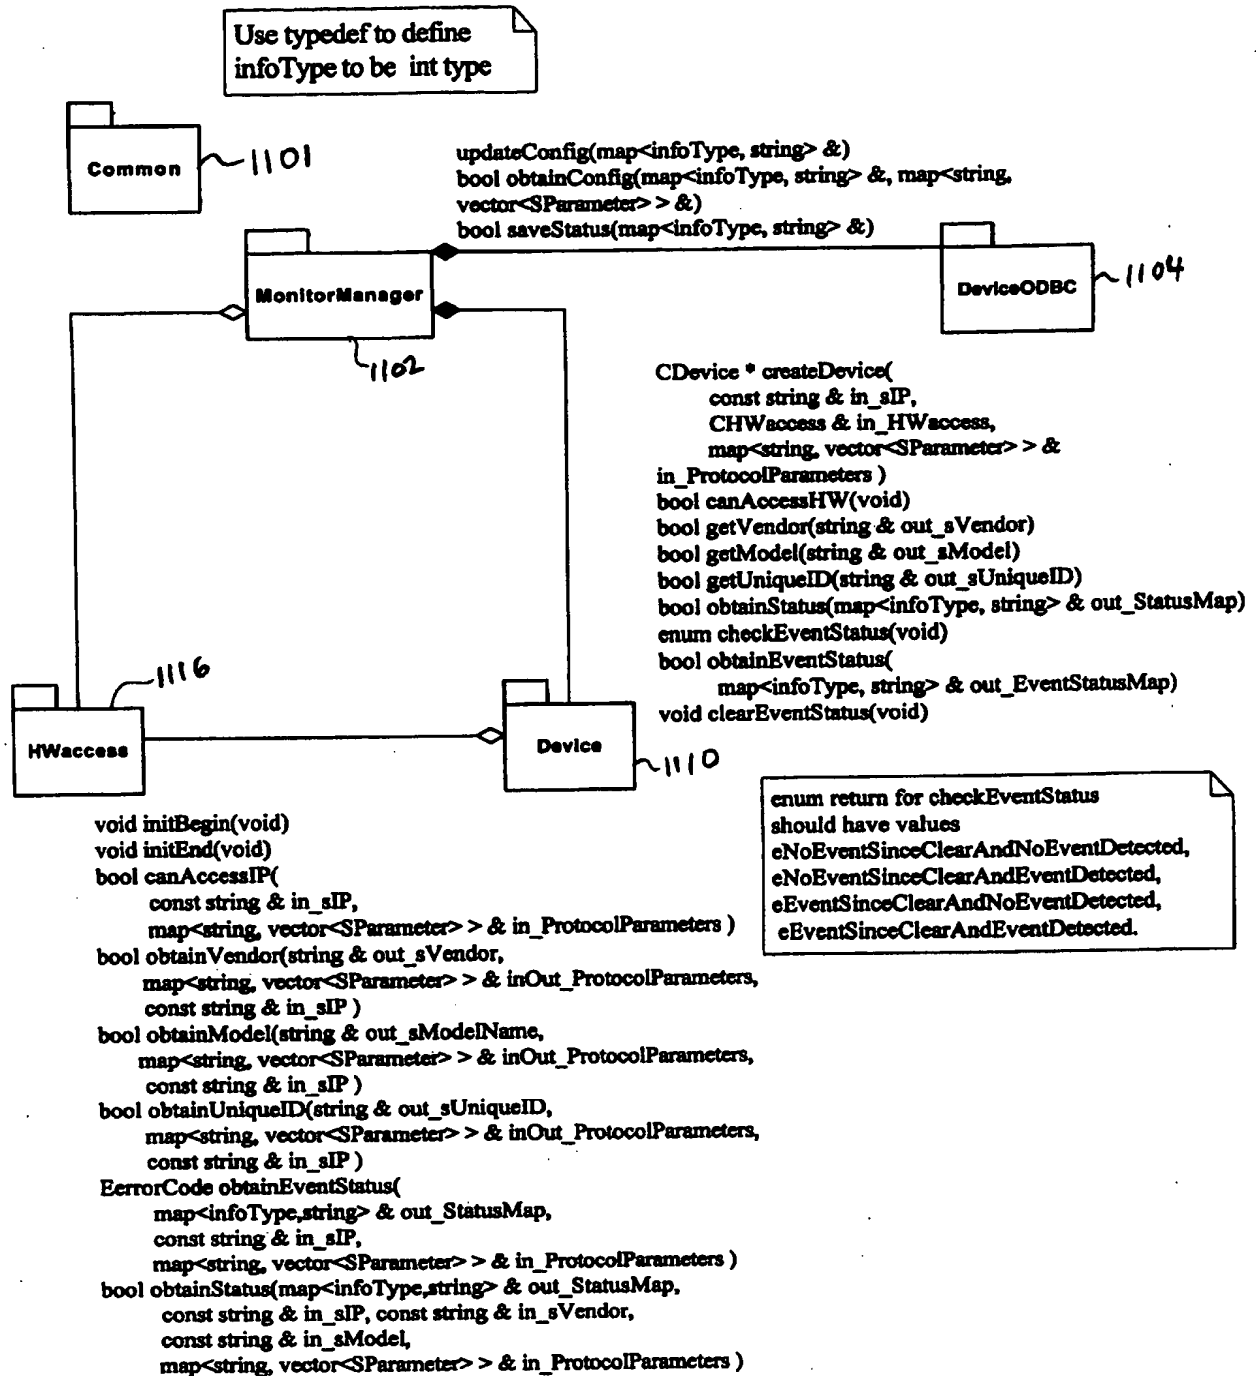 Use typedef to define
infoType to be int type
Common
1101
updateConfig(map<infoType, string> &)
bool obtainConfig(map<infoType, string> &, map<string,
vector<SParameter> > &)
bool saveStatus(map<infoType, string> &)
MonitorManager
1102
DeviceODBC
1104
CDevice * createDevice(
const string & in_sIP,
CHWaccess & in_HWaccess,
map<string, vector<SParameter> > &
in_ProtocolParameters )
bool canAccessHW(void)
bool getVendor(string & out_sVendor)
bool getModel(string & out_sModel)
bool getUniqueID(string & out_sUniqueID)
bool obtainStatus(map<infoType, string> & out_StatusMap)
enum checkEventStatus(void)
bool obtainEventStatus(
map<infoType, string> & out_EventStatusMap)
void clearEventStatus(void)
1116
HWaccess
Device
1110
enum return for checkEventStatus
should have values
eNoEventSinceClearAndNoEventDetected,
eNoEventSinceClearAndEventDetected,
eEventSinceClearAndNoEventDetected,
eEventSinceClearAndEventDetected.
void initBegin(void)
void initEnd(void)
bool canAccessIP(
const string & in_sIP,
map<string, vector<SParameter> > & in_ProtocolParameters )
bool obtainVendor(string & out_sVendor,
map<string, vector<SParameter> > & inOut_ProtocolParameters,
const string & in_sIP )
bool obtainModel(string & out_sModelName,
map<string, vector<SParameter> > & inOut_ProtocolParameters,
const string & in_sIP )
bool obtainUniqueID(string & out_sUniqueID,
map<string, vector<SParameter> > & inOut_ProtocolParameters,
const string & in_sIP )
EerrorCode obtainEventStatus(
map<infoType,string> & out_StatusMap,
const string & in_sIP,
map<string, vector<SParameter> > & in_ProtocolParameters )
bool obtainStatus(map<infoType,string> & out_StatusMap,
const string & in_sIP, const string & in_sVendor,
const string & in_sModel,
map<string, vector<SParameter> > & in_ProtocolParameters )